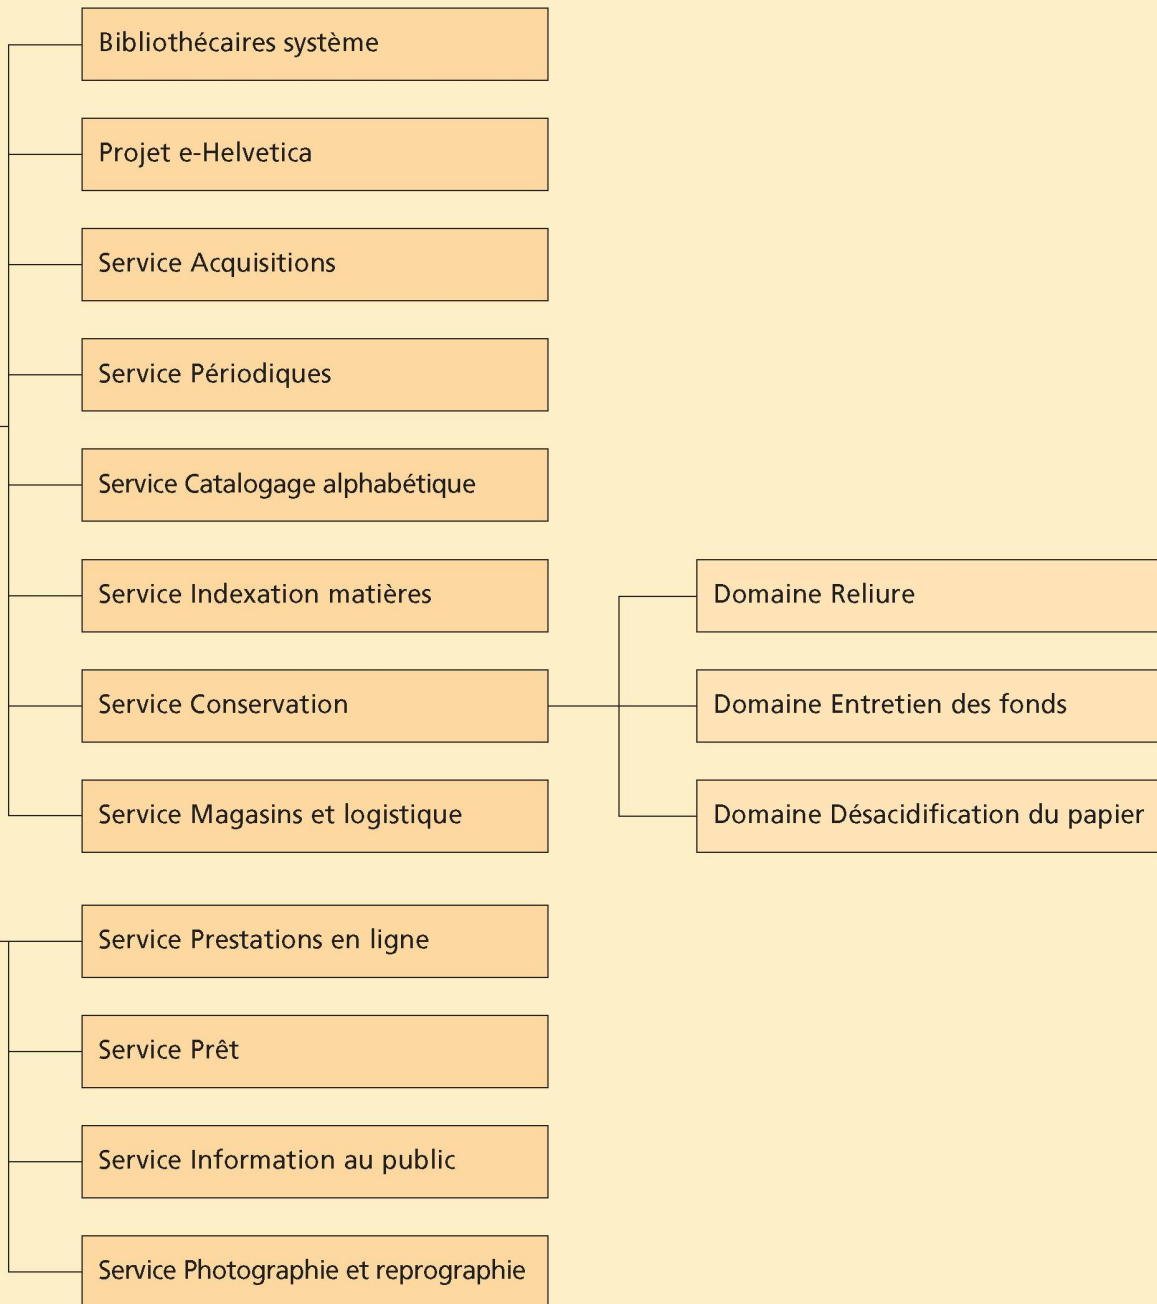 Bibliothécaires système
Projet e-Helvetica
Service Acquisitions
Service Périodiques
Service Catalogage alphabétique
Service Indexation matières
Service Conservation
Service Magasins et logistique
Domaine Reliure
Domaine Entretien des fonds
Domaine Désacidification du papier
Service Prestations en ligne
Service Prêt
Service Information au public
Service Photographie et reprographie